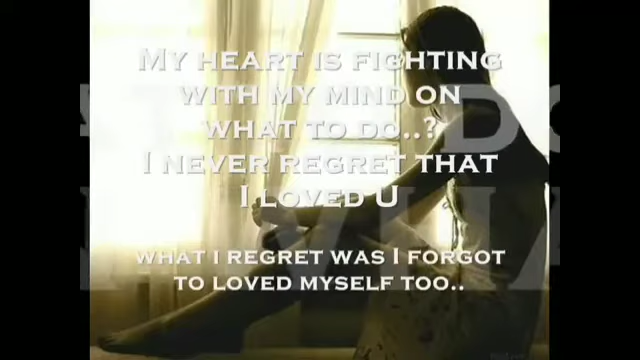 MY HEART IS FIGHTING
WITH MY MIND ON
WHAT TO DO..?
I NEVER REGRET THAT
I LOVED U
WHAT I REGRET WAS I FORGOT
TO LOVED MYSELF TOO..